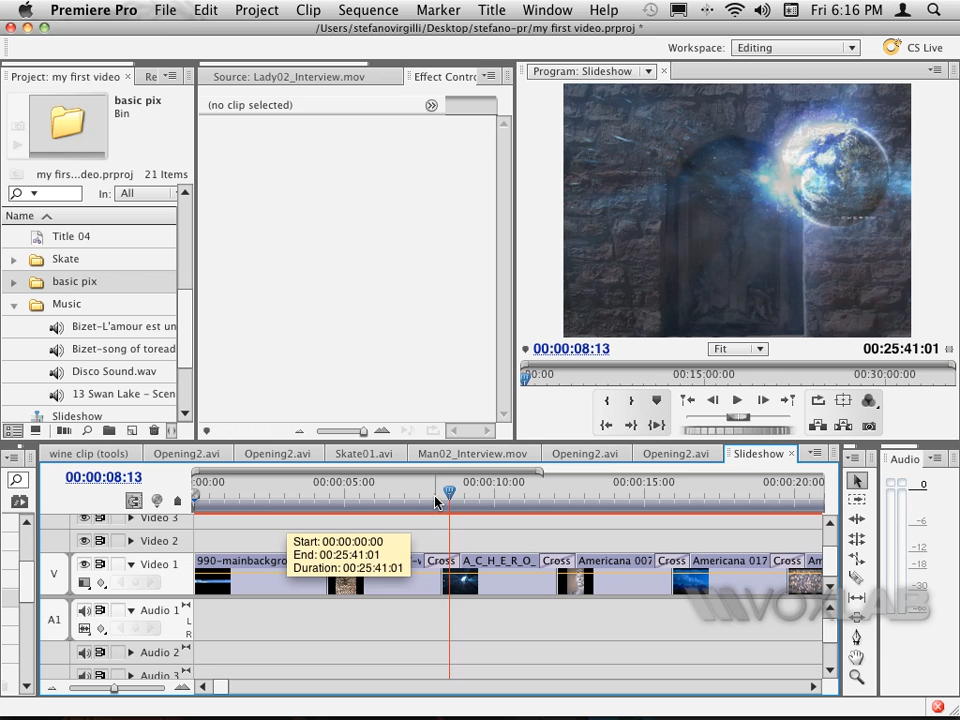 Premiere Pro File Edit Project Clip Sequence Marker Title Window Help Fri 6:16 PM
/Users/stefanovirgilli/Desktop/stefano-pr/my first video.prproj *
Workspace: Editing CS Live
Project: my first video × Re
Source: Lady02_Interview.mov Effect Contro
Program: Slideshow ×
basic pix
Bin
(no clip selected)
my firs...deo.prproj 21 Items
In: All
Name
Title 04
Skate
basic pix
Music
Bizet-L'amour est un
Bizet-song of toread
Disco Sound.wav
13 Swan Lake - Scen
Slideshow
00:00:08:13 Fit 00:25:41:01
00:00 00:15:00:00 00:30:00:00
wine clip (tools) Opening2.avi Opening2.avi Skate01.avi Man02_Interview.mov Opening2.avi Opening2.avi Slideshow ×
00:00:08:13
:00:00 00:00:05:00 00:00:10:00 00:00:15:00 00:00:20:00
Video 3
Video 2
Start: 00:00:00:00
End: 00:25:41:01
Duration: 00:25:41:01
V Video 1
990-mainbackgro Cross A_C_H_E_R_O_ Cross Americana 007 Cross Americana 017 Cross Am
A1 Audio 1
L
R
Audio 2
Audio 3
Audio
0
-6
-12
-18
-30
VOXLAB